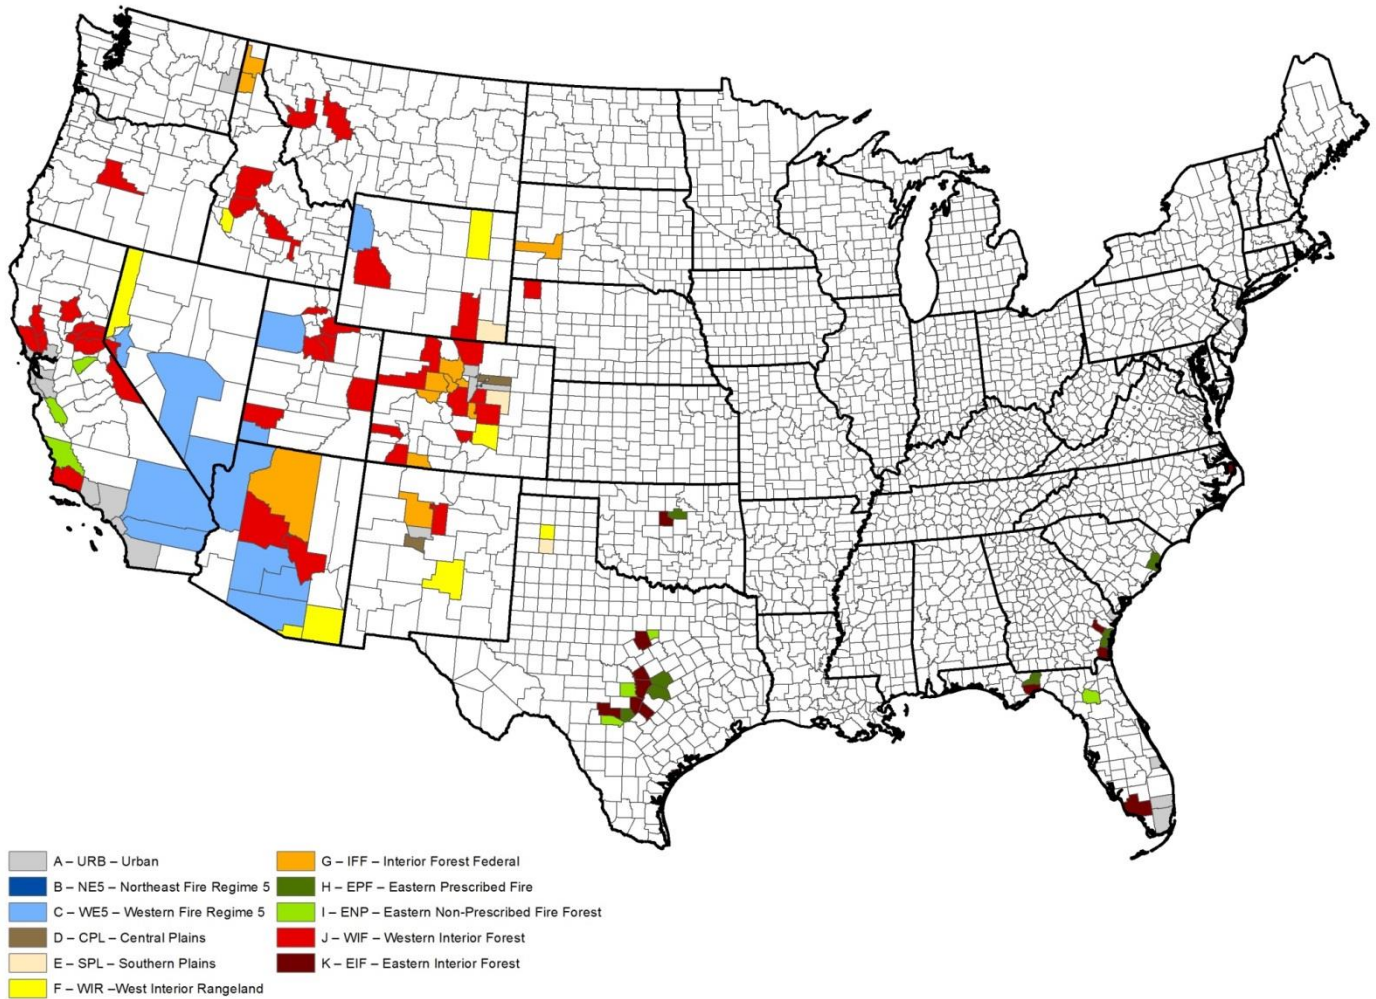 A – URB – Urban
B – NE5 – Northeast Fire Regime 5
C – WE5 – Western Fire Regime 5
D – CPL – Central Plains
E – SPL – Southern Plains
F – WIR –West Interior Rangeland
G – IFF – Interior Forest Federal
H – EPF – Eastern Prescribed Fire
I – ENP – Eastern Non-Prescribed Fire Forest
J – WIF – Western Interior Forest
K – EIF – Eastern Interior Forest